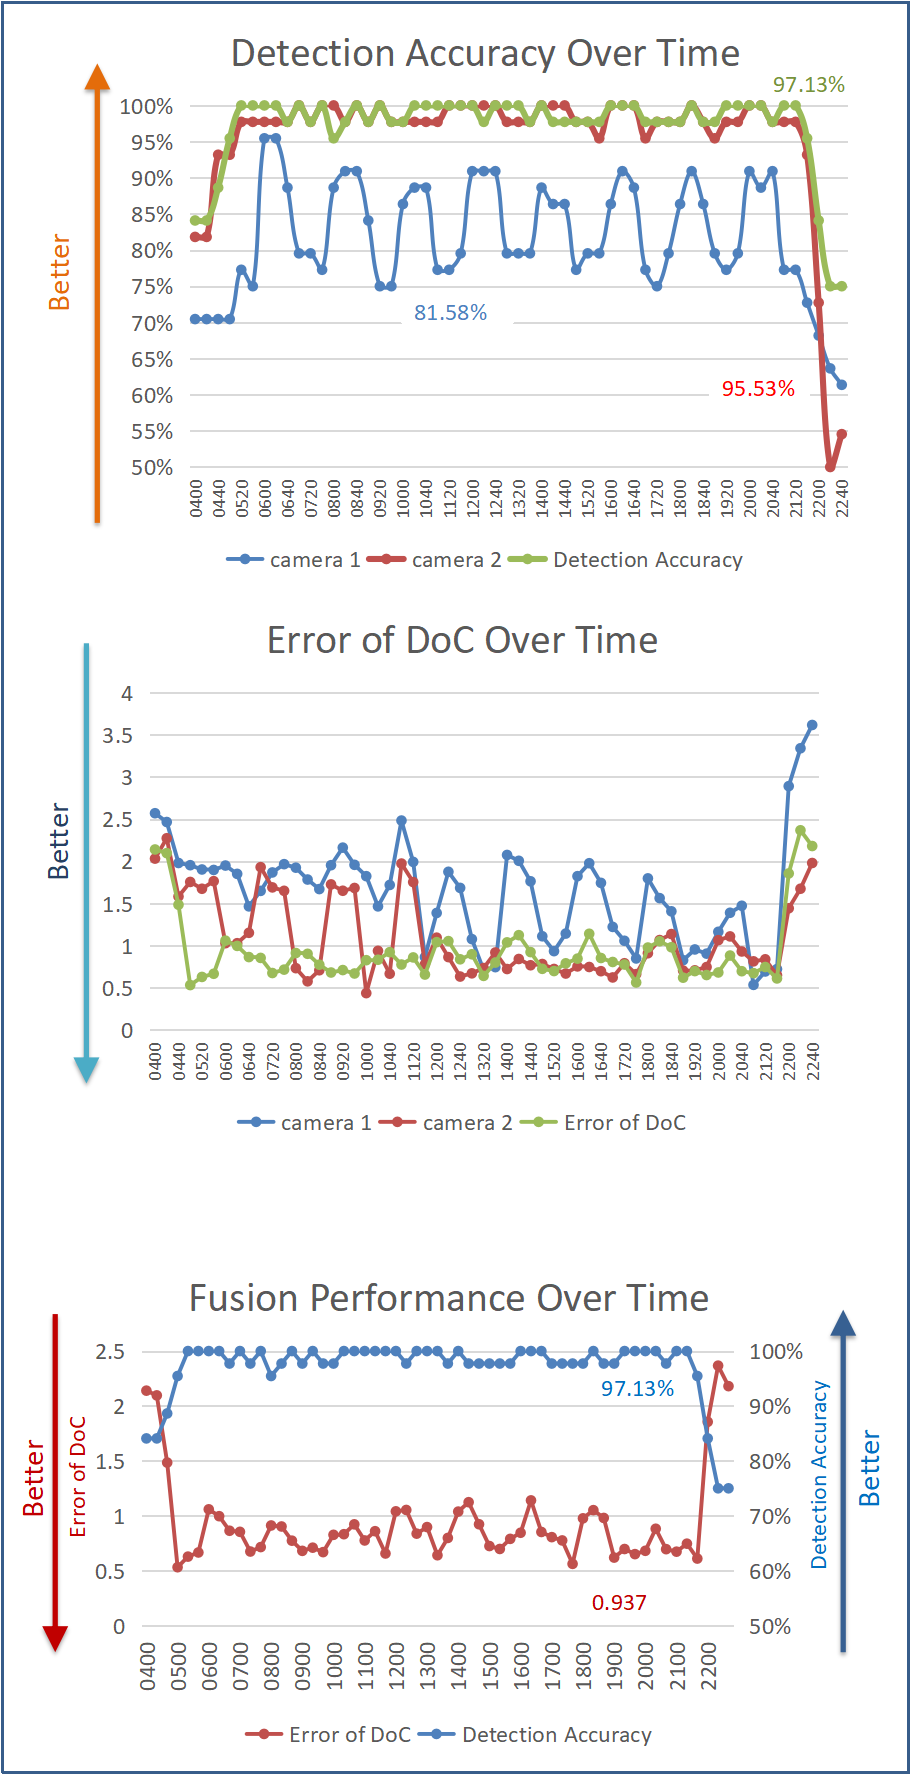 Detection Accuracy Over Time
97.13%
100%
95%
90%
85%
80%
75%
70%
65%
60%
55%
50%
Better
81.58%
95.53%
0400 0440 0520 0600 0640 0720 0800 0840 0920 1000 1040 1120 1200 1240 1320 1400 1440 1520 1600 1640 1720 1800 1840 1920 2000 2040 2120 2200 2240
camera 1 camera 2 Detection Accuracy
Error of DoC Over Time
4
3.5
3
2.5
2
1.5
1
0.5
0
Better
0400 0440 0520 0600 0640 0720 0800 0840 0920 1000 1040 1120 1200 1240 1320 1400 1440 1520 1600 1640 1720 1800 1840 1920 2000 2040 2120 2200 2240
camera 1 camera 2 Error of DoC
Fusion Performance Over Time
2.5
2
1.5
1
0.5
0
Better
Error of DoC
97.13%
0.937
100%
90%
80%
70%
60%
50%
Detection Accuracy
Better
0400 0500 0600 0700 0800 0900 1000 1100 1200 1300 1400 1500 1600 1700 1800 1900 2000 2100 2200
Error of DoC Detection Accuracy